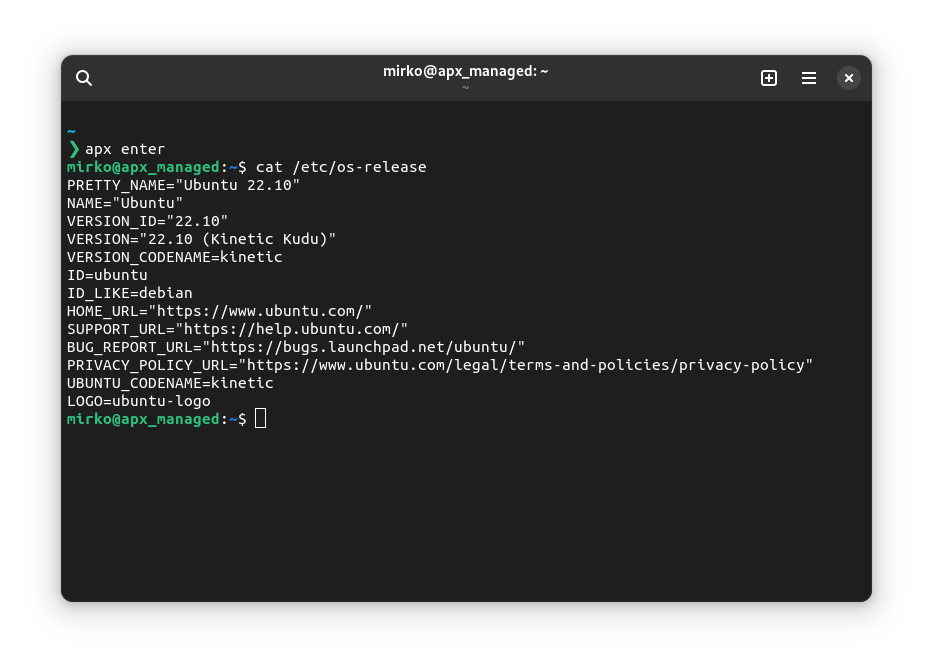 mirko@apx_managed: ~
~
~
❯ apx enter
mirko@apx_managed:~$ cat /etc/os-release
PRETTY_NAME="Ubuntu 22.10"
NAME="Ubuntu"
VERSION_ID="22.10"
VERSION="22.10 (Kinetic Kudu)"
VERSION_CODENAME=kinetic
ID=ubuntu
ID_LIKE=debian
HOME_URL="https://www.ubuntu.com/"
SUPPORT_URL="https://help.ubuntu.com/"
BUG_REPORT_URL="https://bugs.launchpad.net/ubuntu/"
PRIVACY_POLICY_URL="https://www.ubuntu.com/legal/terms-and-policies/privacy-policy"
UBUNTU_CODENAME=kinetic
LOGO=ubuntu-logo
mirko@apx_managed:~$